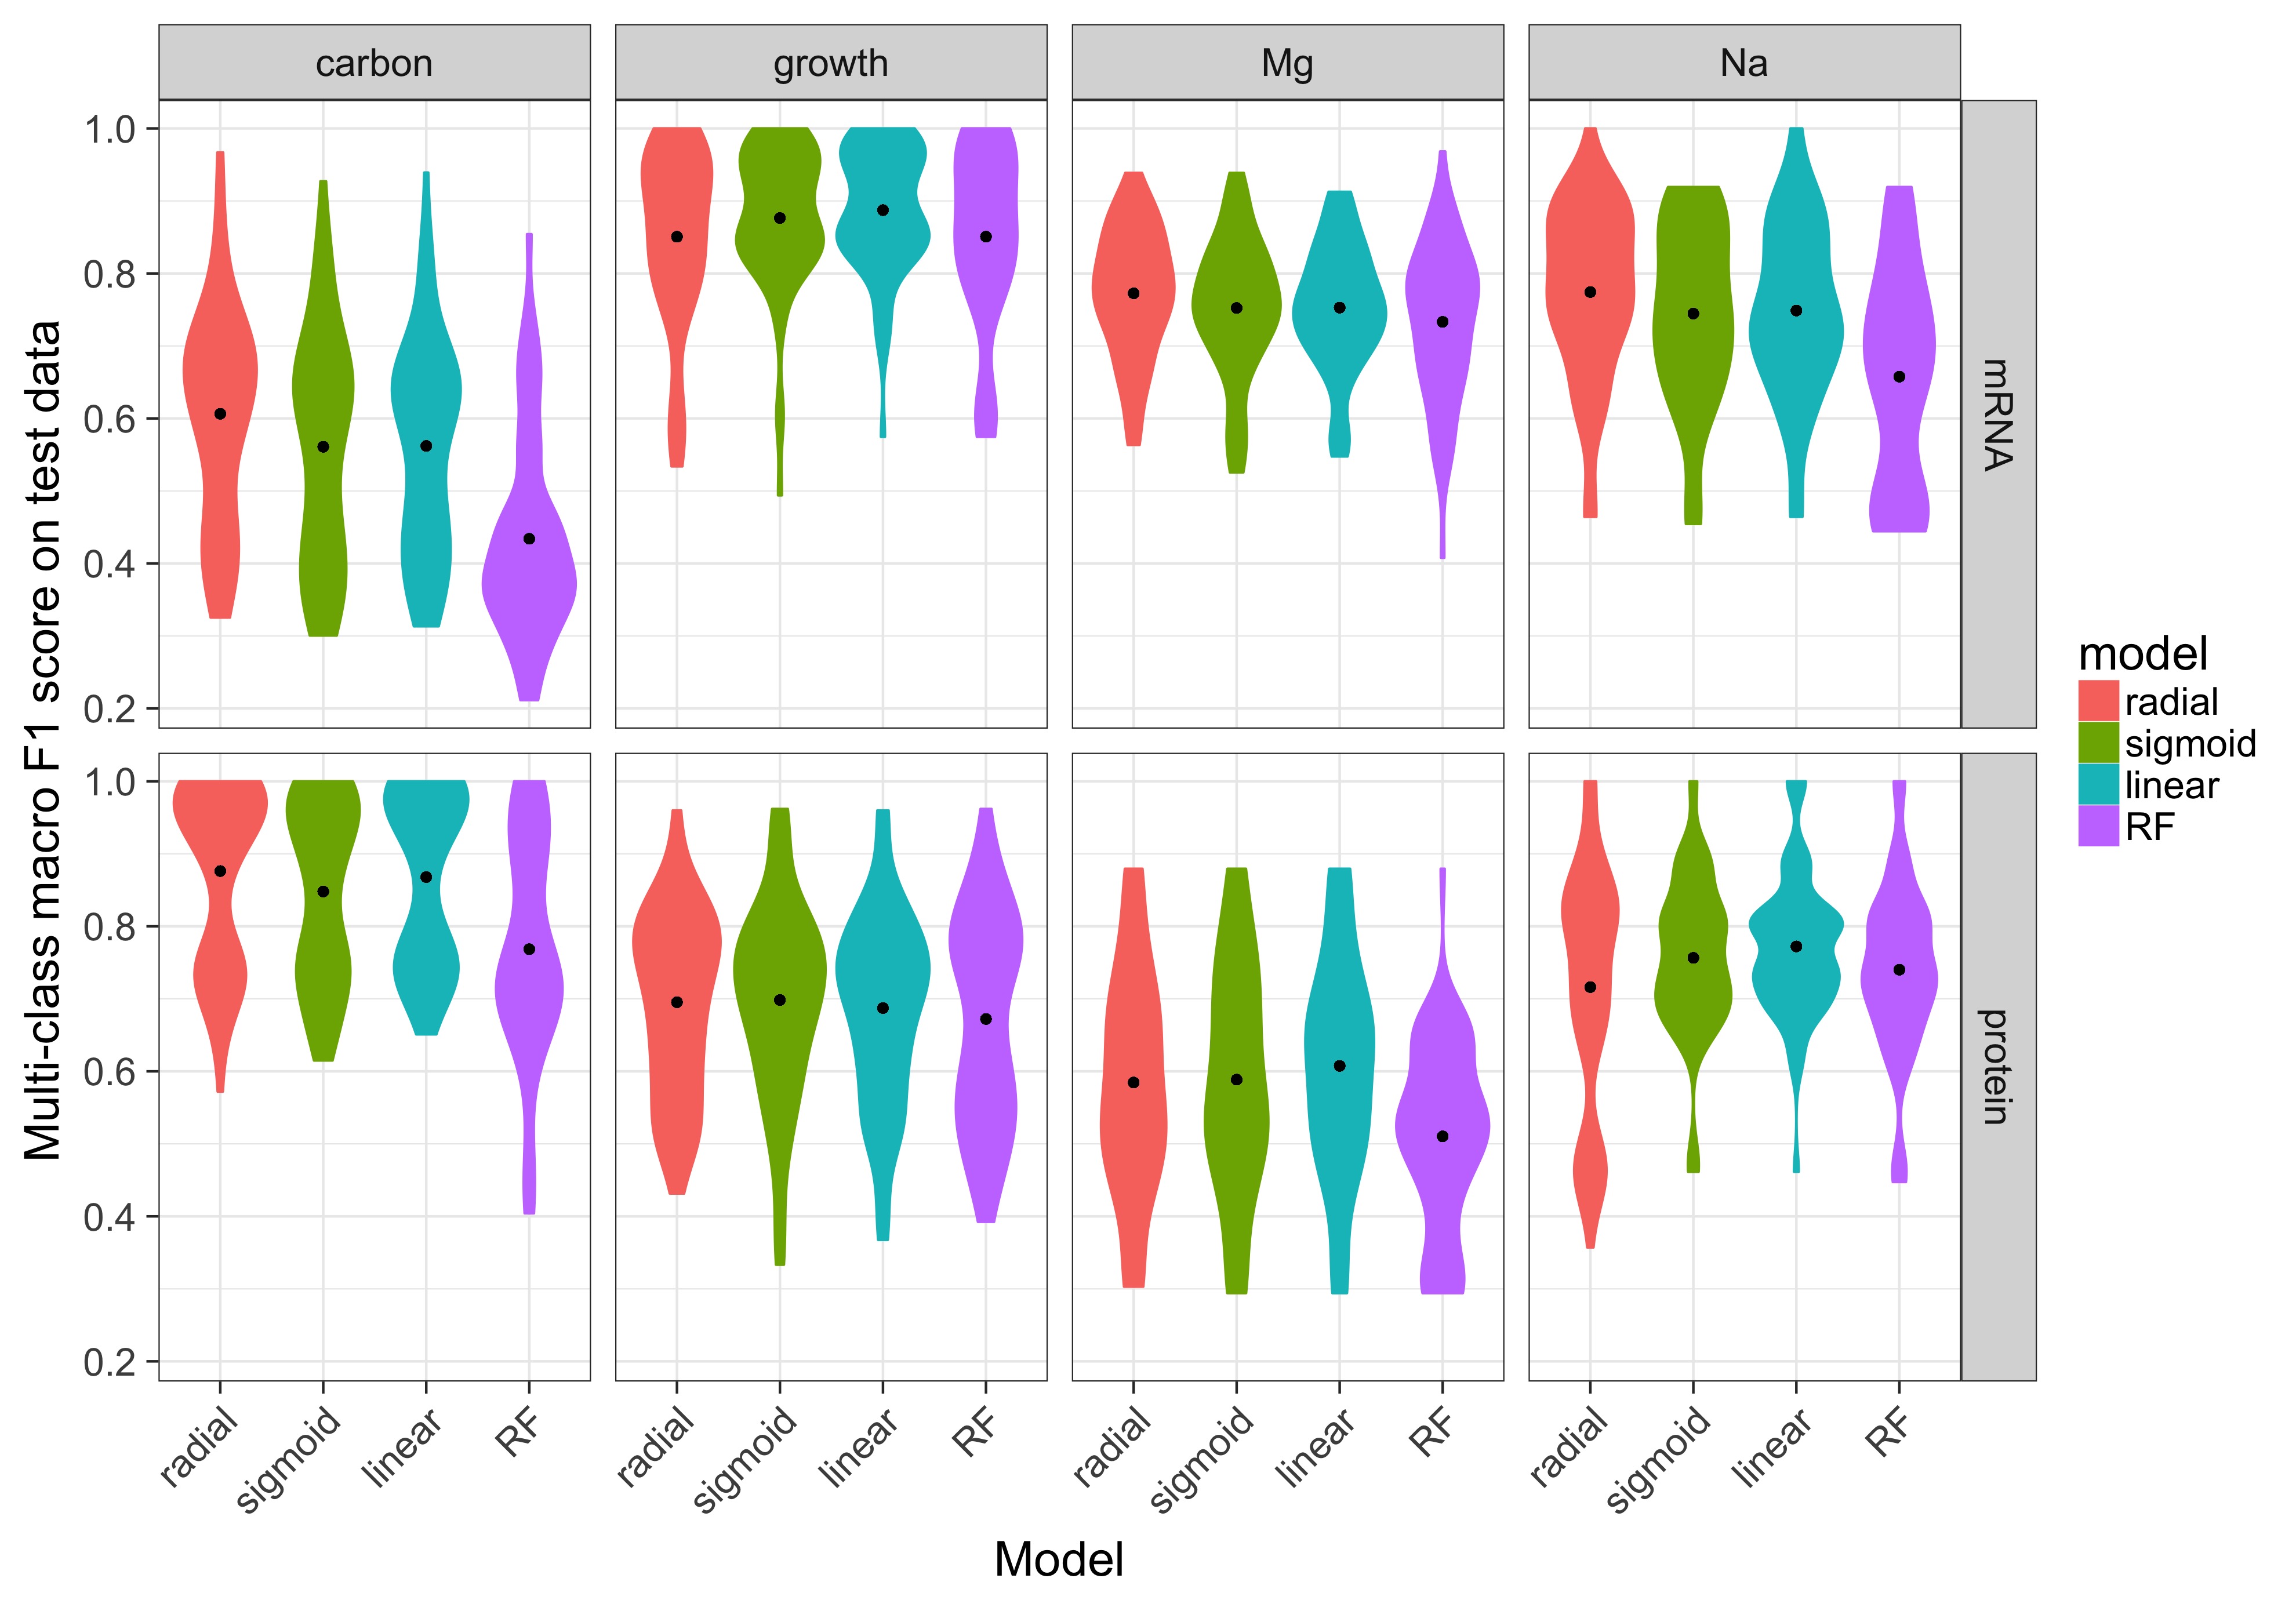 carbon growth Mg Na
Multi-class macro F1 score on test data
1.0
0.8
0.6
0.4
0.2
mRNA
1.0
0.8
0.6
0.4
0.2
protein
radial sigmoid linear RF radial sigmoid linear RF radial sigmoid linear RF radial sigmoid linear RF
Model
model
radial
sigmoid
linear
RF